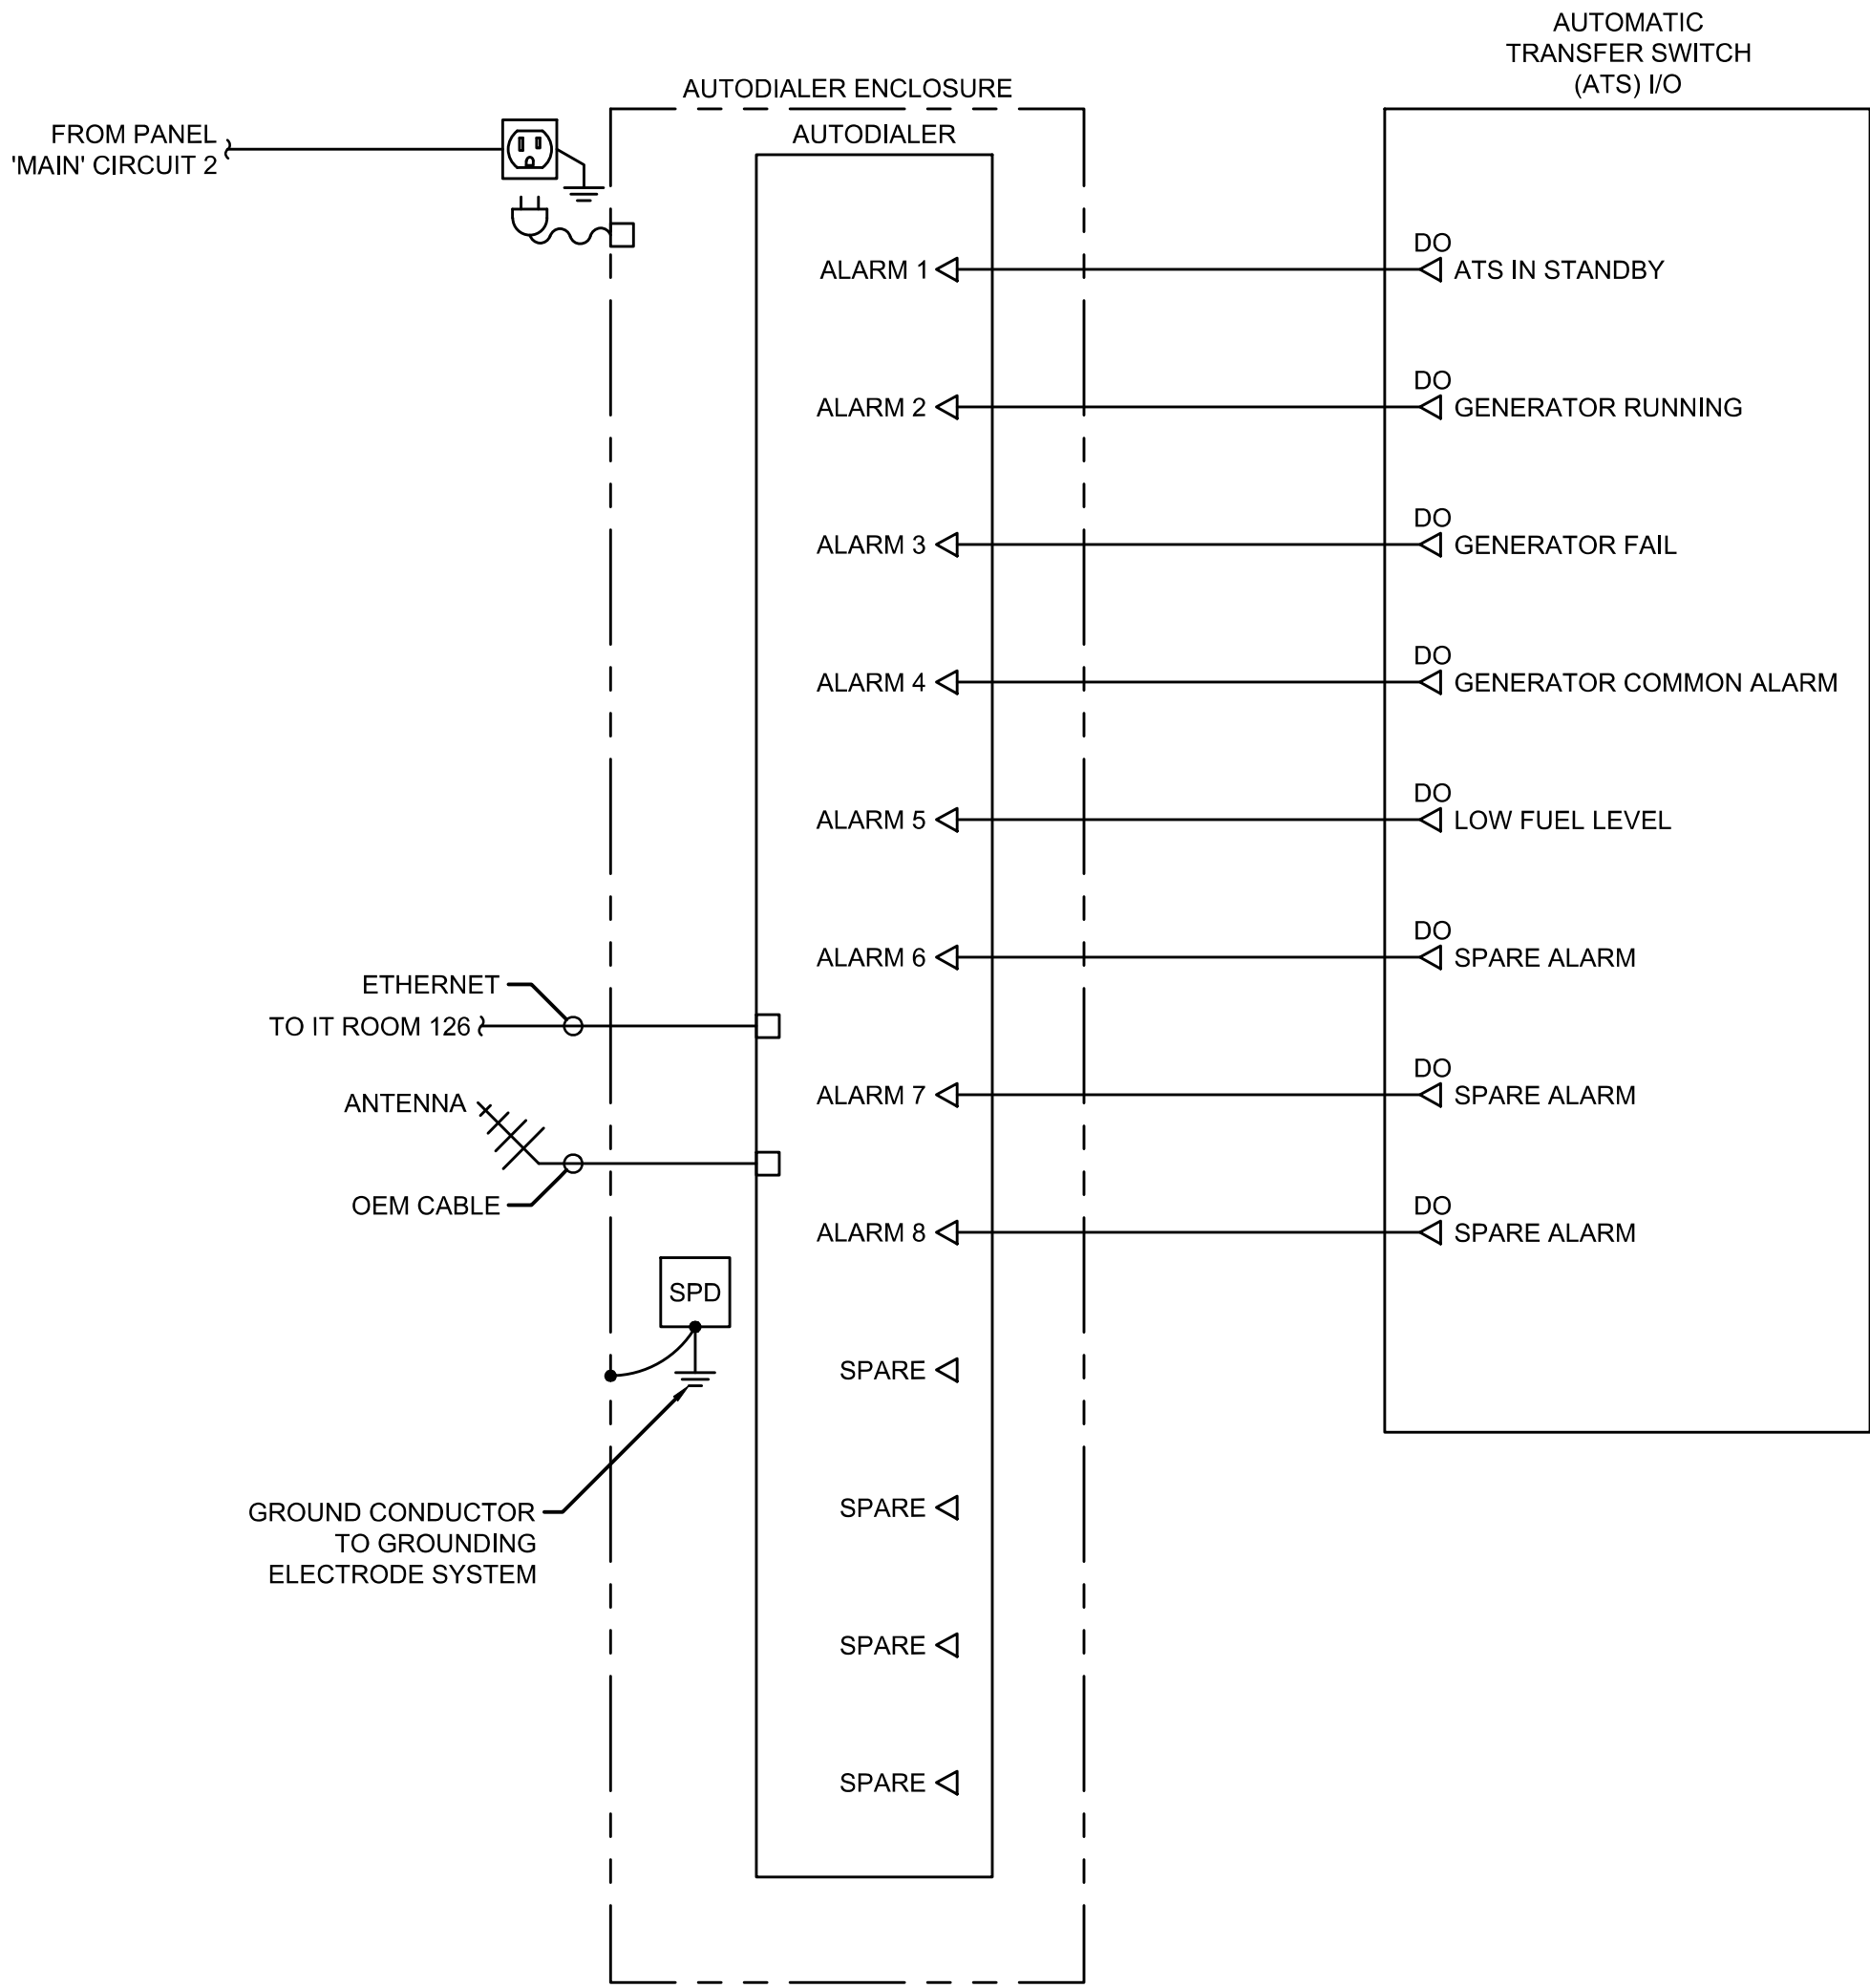 AUTOMATIC
TRANSFER SWITCH
(ATS) I/O
AUTODIALER ENCLOSURE
AUTODIALER
FROM PANEL
'MAIN' CIRCUIT 2
ALARM 1
DO
ATS IN STANDBY
ALARM 2
DO
GENERATOR RUNNING
ALARM 3
DO
GENERATOR FAIL
ALARM 4
DO
GENERATOR COMMON ALARM
ALARM 5
DO
LOW FUEL LEVEL
ALARM 6
DO
SPARE ALARM
ETHERNET
TO IT ROOM 126
ALARM 7
DO
SPARE ALARM
ANTENNA
OEM CABLE
ALARM 8
DO
SPARE ALARM
SPD
SPARE
SPARE
GROUND CONDUCTOR
TO GROUNDING
ELECTRODE SYSTEM
SPARE
SPARE